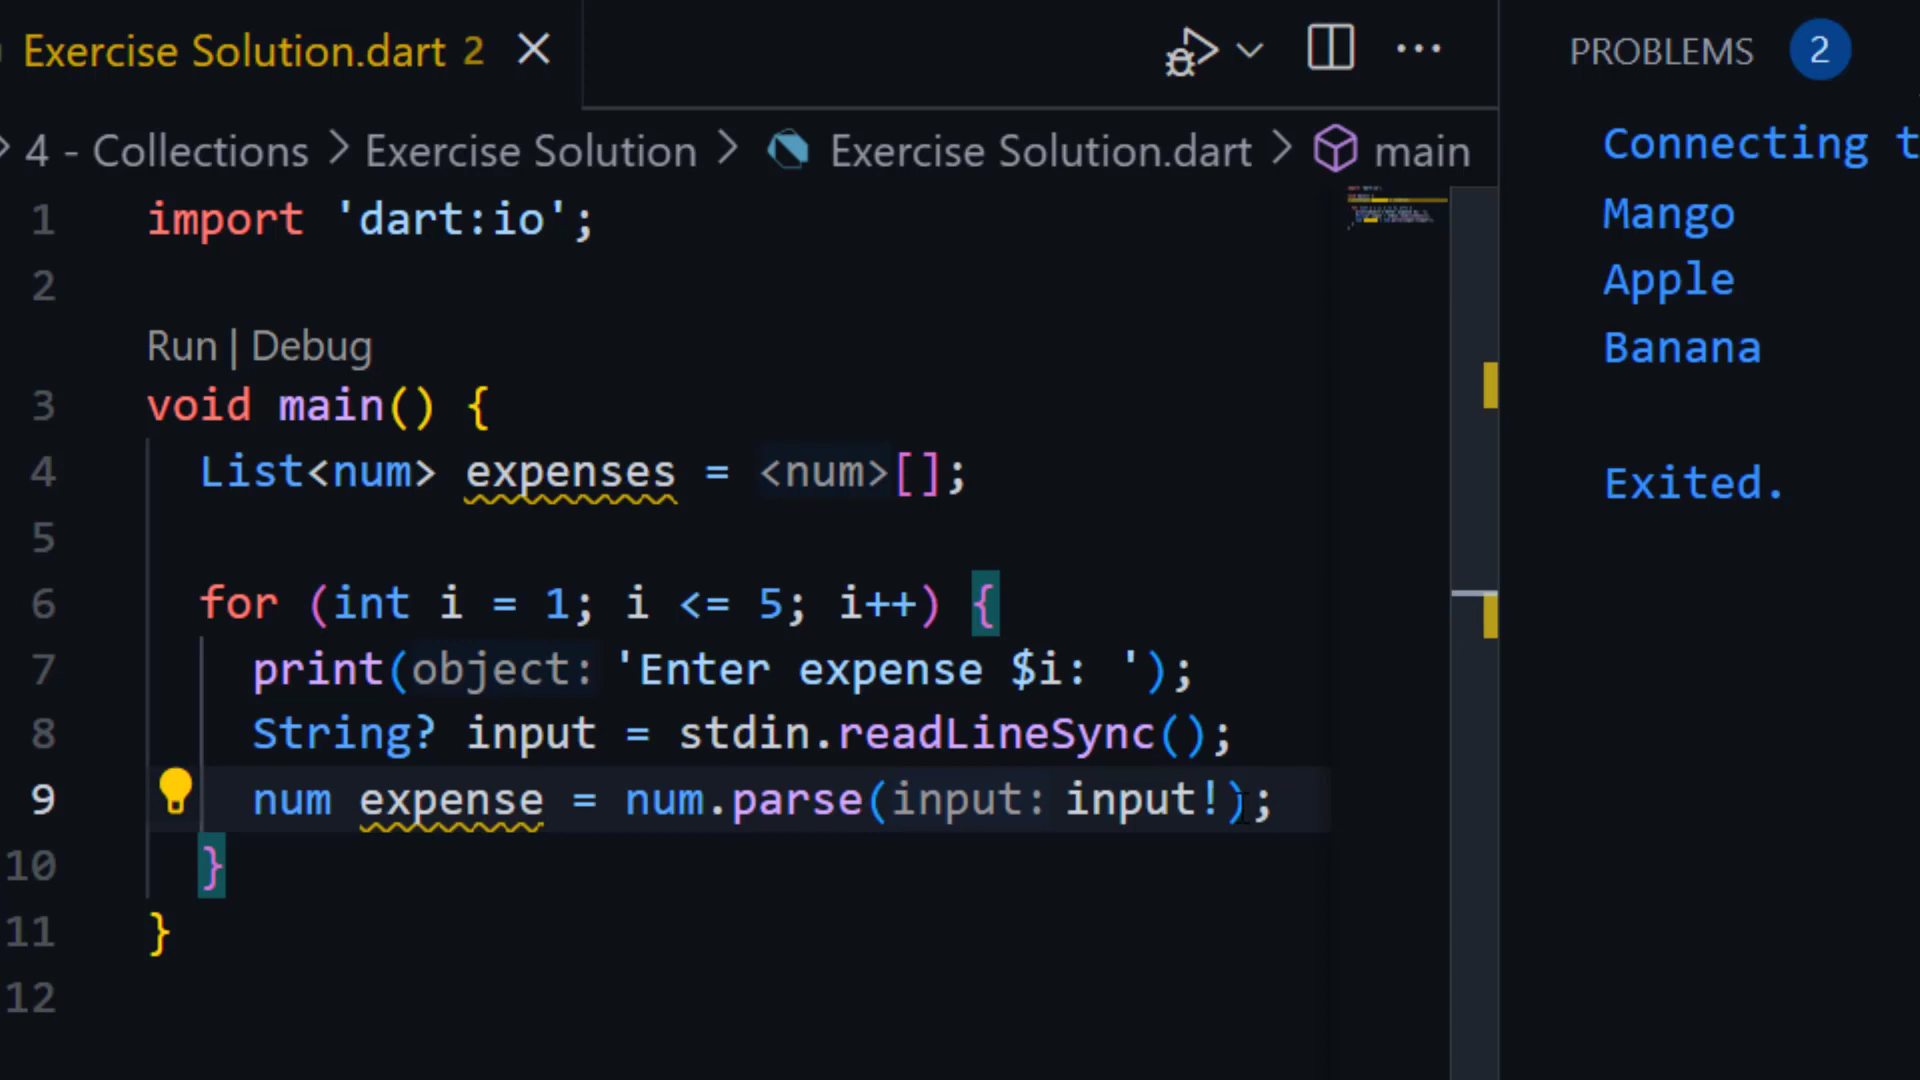 Exercise Solution.dart 2
PROBLEMS 2
4 - Collections > Exercise Solution > Exercise Solution.dart > main
1 import 'dart:io';
2
Run | Debug
3 void main() {
4 List<num> expenses = <num>[];
5
6 for (int i = 1; i <= 5; i++) {
7 print(object: 'Enter expense $i: ');
8 String? input = stdin.readLineSync();
9 num expense = num.parse(input: input!);
10 }
11 }
12
Connecting t
Mango
Apple
Banana
Exited.